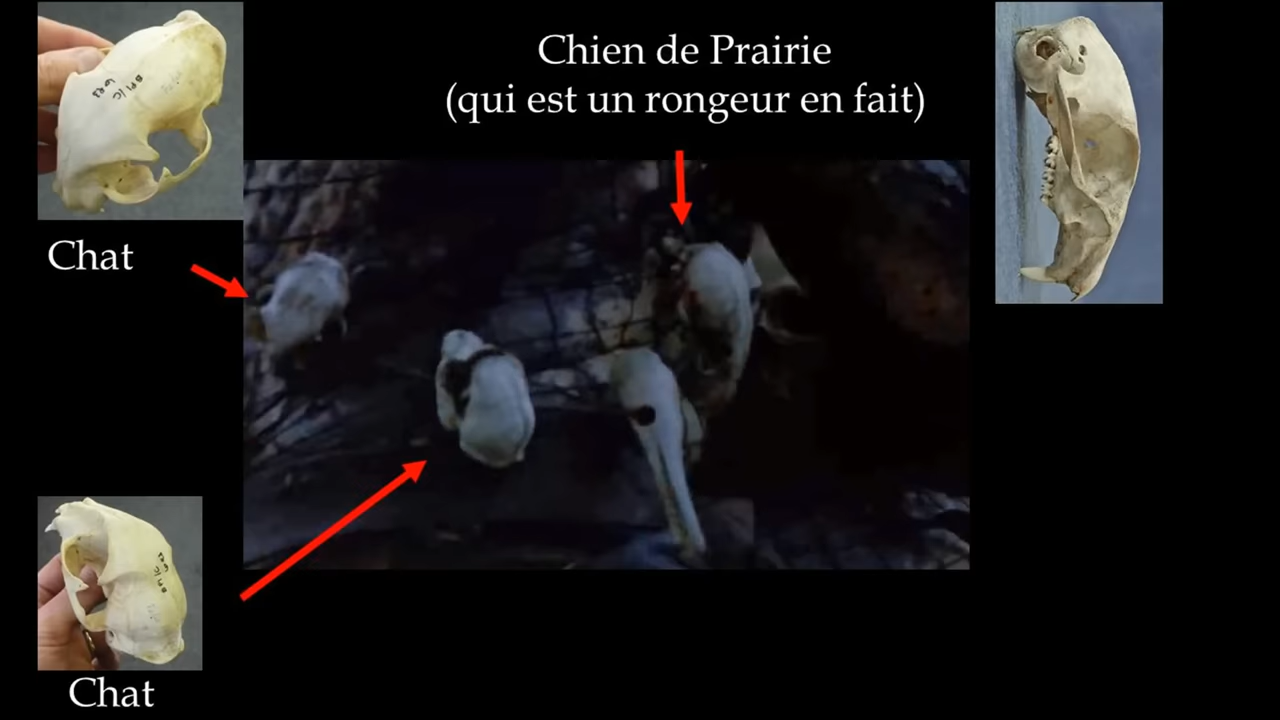 Chien de Prairie
(qui est un rongeur en fait)
Chat
Chat